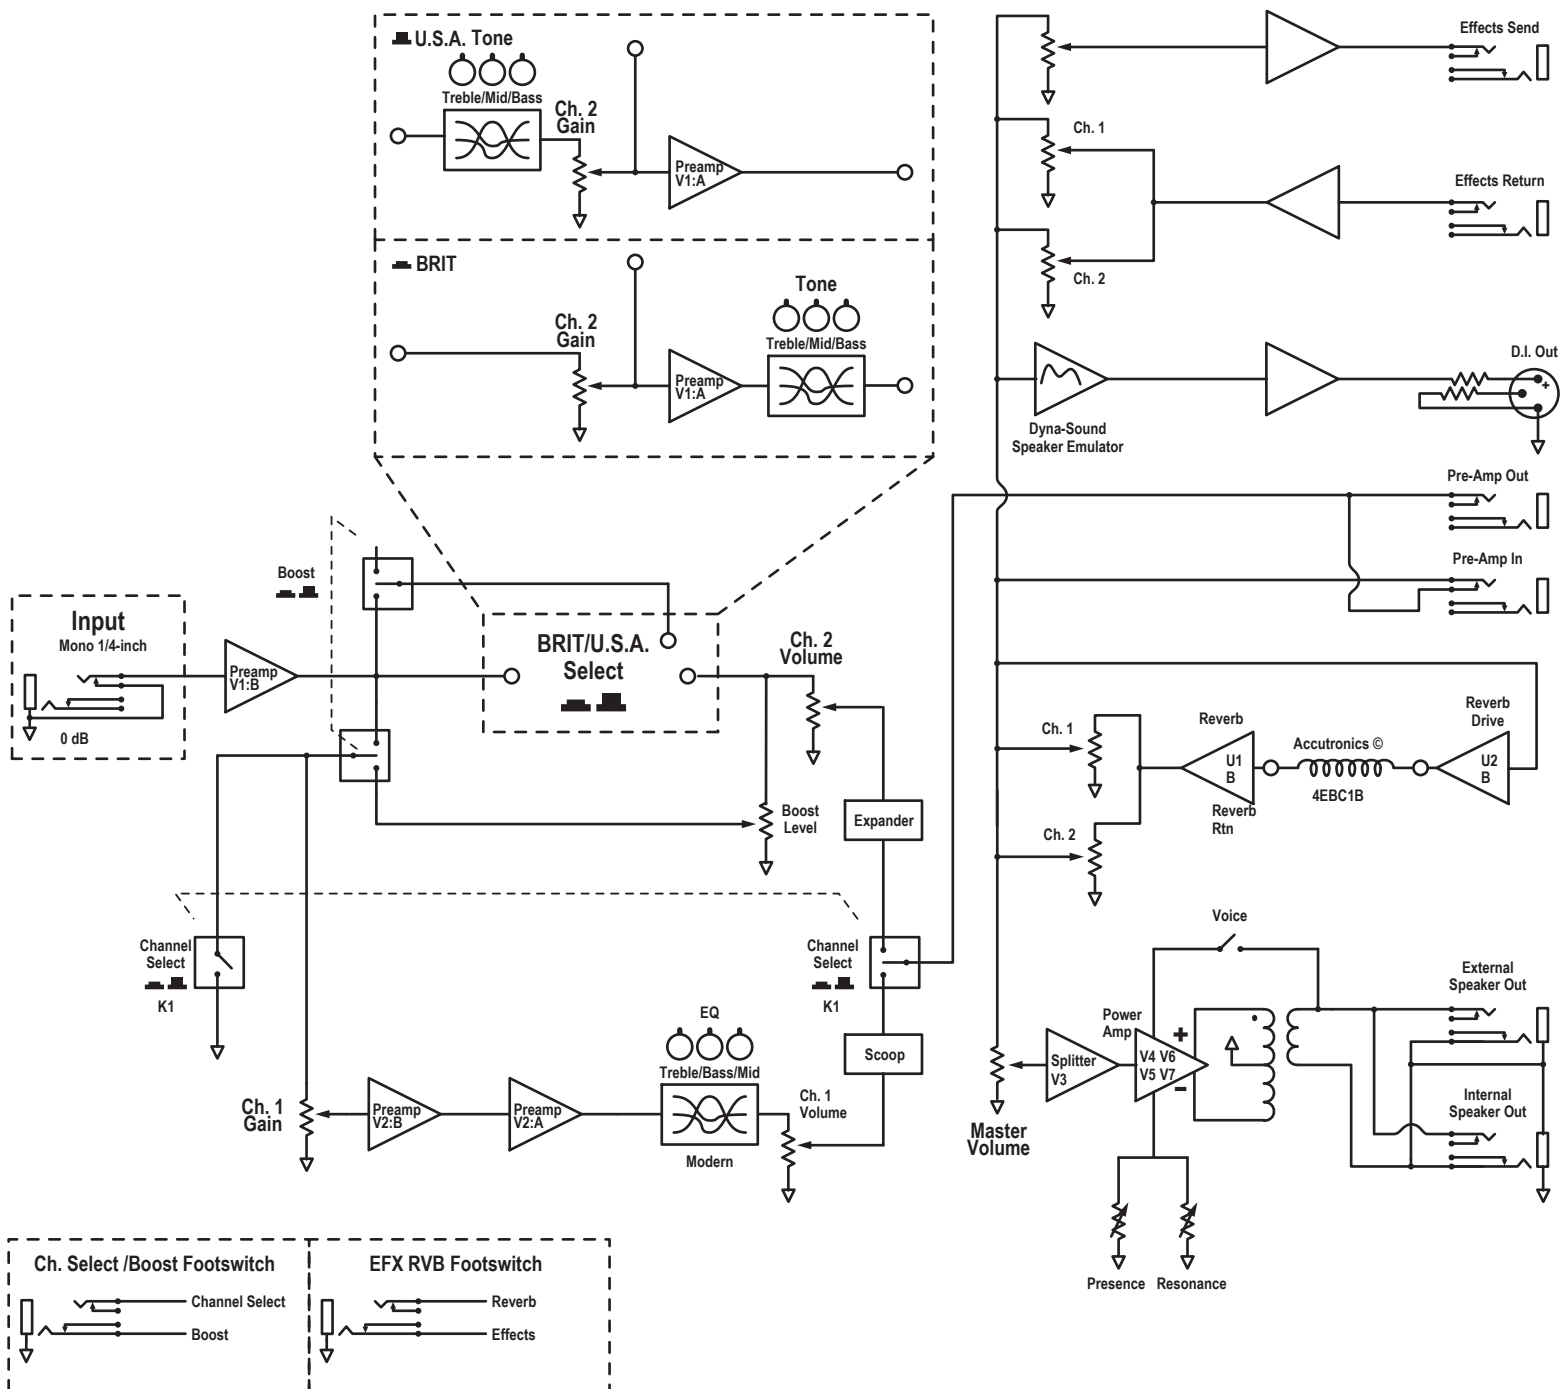 U.S.A. Tone
Treble/Mid/Bass
Ch. 2
Gain
Preamp
V1:A
BRIT
Ch. 2
Gain
Preamp
V1:A
Tone
Treble/Mid/Bass
Effects Send
Ch. 1
Effects Return
Ch. 2
D.I. Out
+
Dyna-Sound
Speaker Emulator
Pre-Amp Out
Pre-Amp In
Boost
Input
Mono 1/4-inch
0 dB
Preamp
V1:B
BRIT/U.S.A.
Select
Ch. 2
Volume
Boost
Level
Expander
Ch. 1
Reverb
U1
B
Reverb
Rtn
Accutronics ©
4EBC1B
Reverb
Drive
U2
B
Ch. 2
Channel
Select
K1
Channel
Select
K1
Scoop
Ch. 1
Gain
Preamp
V2:B
Preamp
V2:A
EQ
Treble/Bass/Mid
Modern
Ch. 1
Volume
Voice
Power
Amp
+
V4 V6
V5 V7
−
Splitter
V3
Master
Volume
External
Speaker Out
Internal
Speaker Out
Presence
Resonance
Ch. Select /Boost Footswitch
Channel Select
Boost
EFX RVB Footswitch
Reverb
Effects